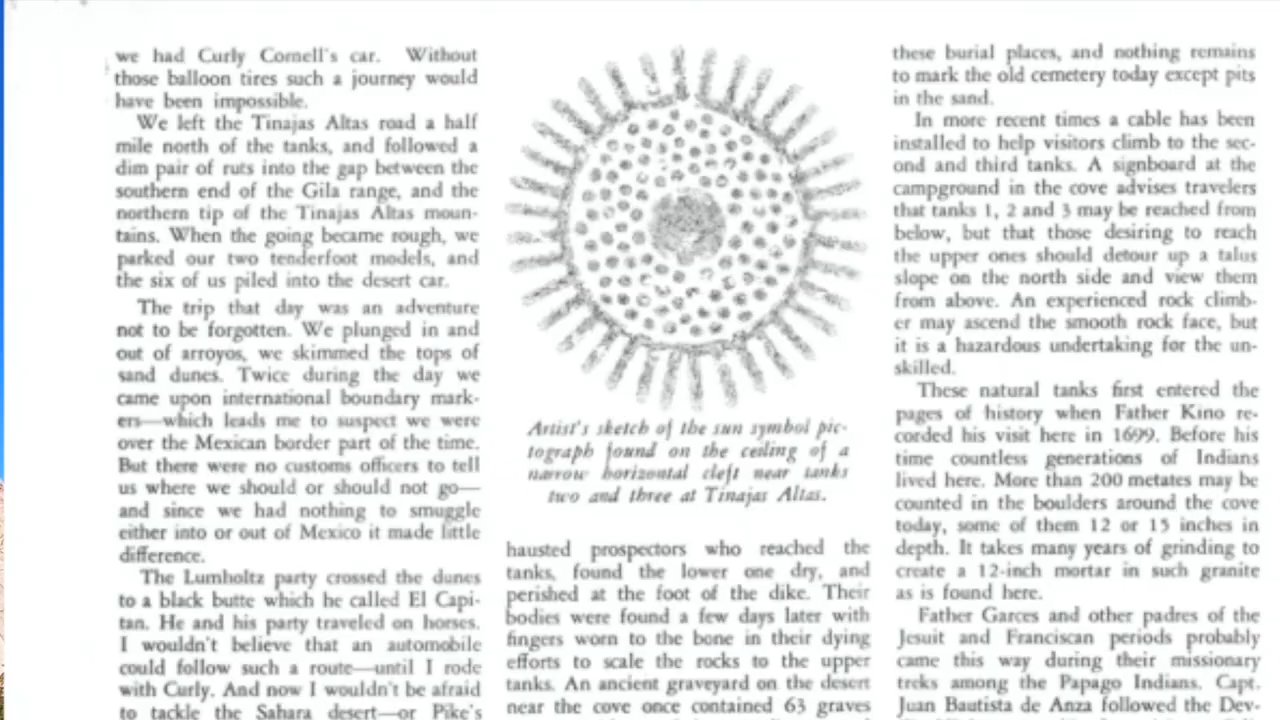 we had Curly Cornell's car. Without
those balloon tires such a journey would
have been impossible.
We left the Tinajas Altas road a half
mile north of the tanks, and followed a
dim pair of ruts into the gap between the
southern end of the Gila range, and the
northern tip of the Tinajas Altas moun-
tains. When the going became rough, we
parked our two tenderfoot models, and
the six of us piled into the desert car.
The trip that day was an adventure
not to be forgotten. We plunged in and
out of arroyos, we skimmed the tops of
sand dunes. Twice during the day we
came upon international boundary mark-
ers—which leads me to suspect we were
over the Mexican border part of the time.
But there were no customs officers to tell
us where we should or should not go—
and since we had nothing to smuggle
either into or out of Mexico it made little
difference.
The Lumholtz party crossed the dunes
to a black butte which he called El Capi-
tan. He and his party traveled on horses.
I wouldn't believe that an automobile
could follow such a route—until I rode
with Curly. And now I wouldn't be afraid
to tackle the Sahara desert—or Pike's
Artist's sketch of the sun symbol pic-
tograph found on the ceiling of a
narrow horizontal cleft near tanks
two and three at Tinajas Altas.
hausted prospectors who reached the
tanks, found the lower one dry, and
perished at the foot of the dike. Their
bodies were found a few days later with
fingers worn to the bone in their dying
efforts to scale the rocks to the upper
tanks. An ancient graveyard on the desert
near the cove once contained 63 graves
these burial places, and nothing remains
to mark the old cemetery today except pits
in the sand.
In more recent times a cable has been
installed to help visitors climb to the sec-
ond and third tanks. A signboard at the
campground in the cove advises travelers
that tanks 1, 2 and 3 may be reached from
below, but that those desiring to reach
the upper ones should detour up a talus
slope on the north side and view them
from above. An experienced rock climb-
er may ascend the smooth rock face, but
it is a hazardous undertaking for the un-
skilled.
These natural tanks first entered the
pages of history when Father Kino re-
corded his visit here in 1699. Before his
time countless generations of Indians
lived here. More than 200 metates may be
counted in the boulders around the cove
today, some of them 12 or 15 inches in
depth. It takes many years of grinding to
create a 12-inch mortar in such granite
as is found here.
Father Garces and other padres of the
Jesuit and Franciscan periods probably
came this way during their missionary
treks among the Papago Indians. Capt.
Juan Bautista de Anza followed the Dev-